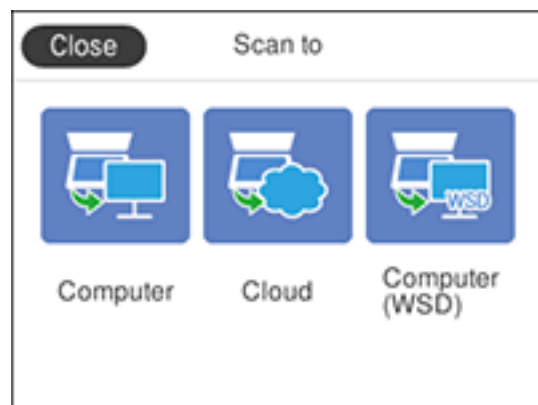 Close
Scan to
WSD
Computer
Cloud
Computer
(WSD)